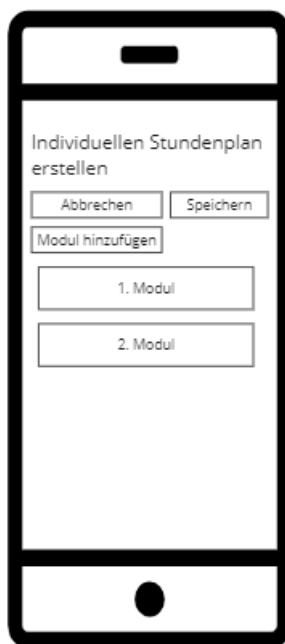 Individuellen Stundenplan
erstellen
Abbrechen
Speichern
Modul hinzufügen
1. Modul
2. Modul